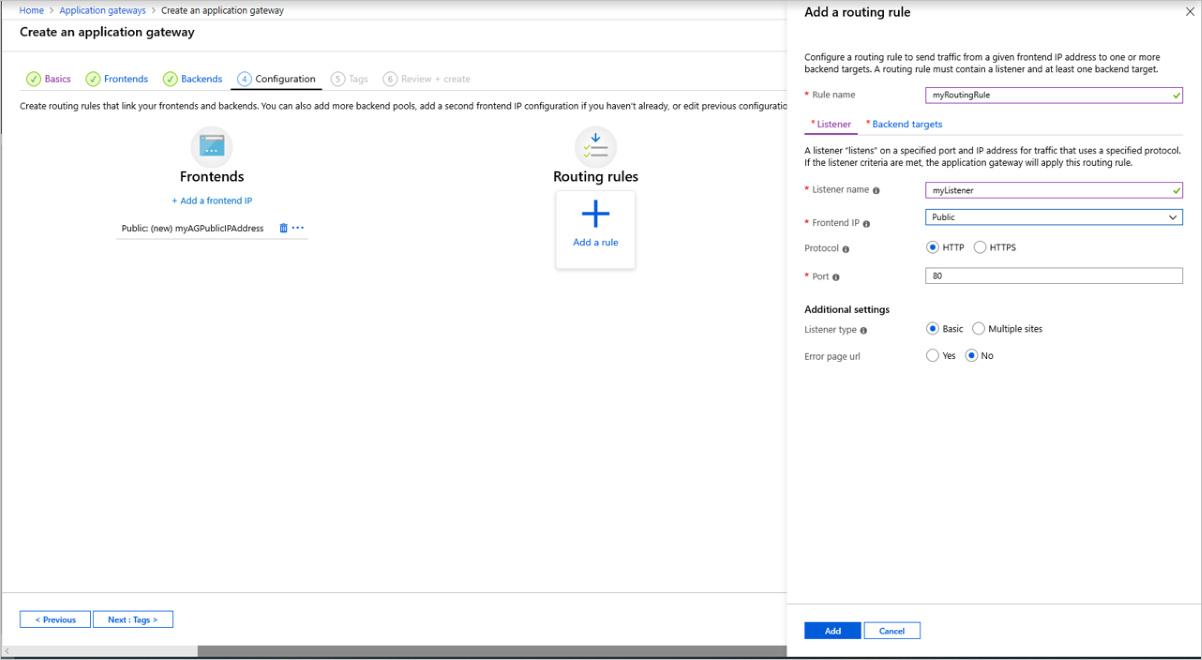 Home > Application gateways > Create an application gateway
Create an application gateway
Basics Frontends Backends 4 Configuration 5 Tags 6 Review + create
Create routing rules that link your frontends and backends. You can also add more backend pools, add a second frontend IP configuration if you haven't already, or edit previous configuratio
Frontends
+ Add a frontend IP
Public: (new) myAGPublicIPAddress
Routing rules
Add a rule
< Previous
Next : Tags >
Add a routing rule
Configure a routing rule to send traffic from a given frontend IP address to one or more
backend targets. A routing rule must contain a listener and at least one backend target.
* Rule name myRoutingRule
* Listener * Backend targets
A listener "listens" on a specified port and IP address for traffic that uses a specified protocol.
If the listener criteria are met, the application gateway will apply this routing rule.
* Listener name myListener
* Frontend IP Public
Protocol HTTP HTTPS
* Port 80
Additional settings
Listener type Basic Multiple sites
Error page url Yes No
Add
Cancel